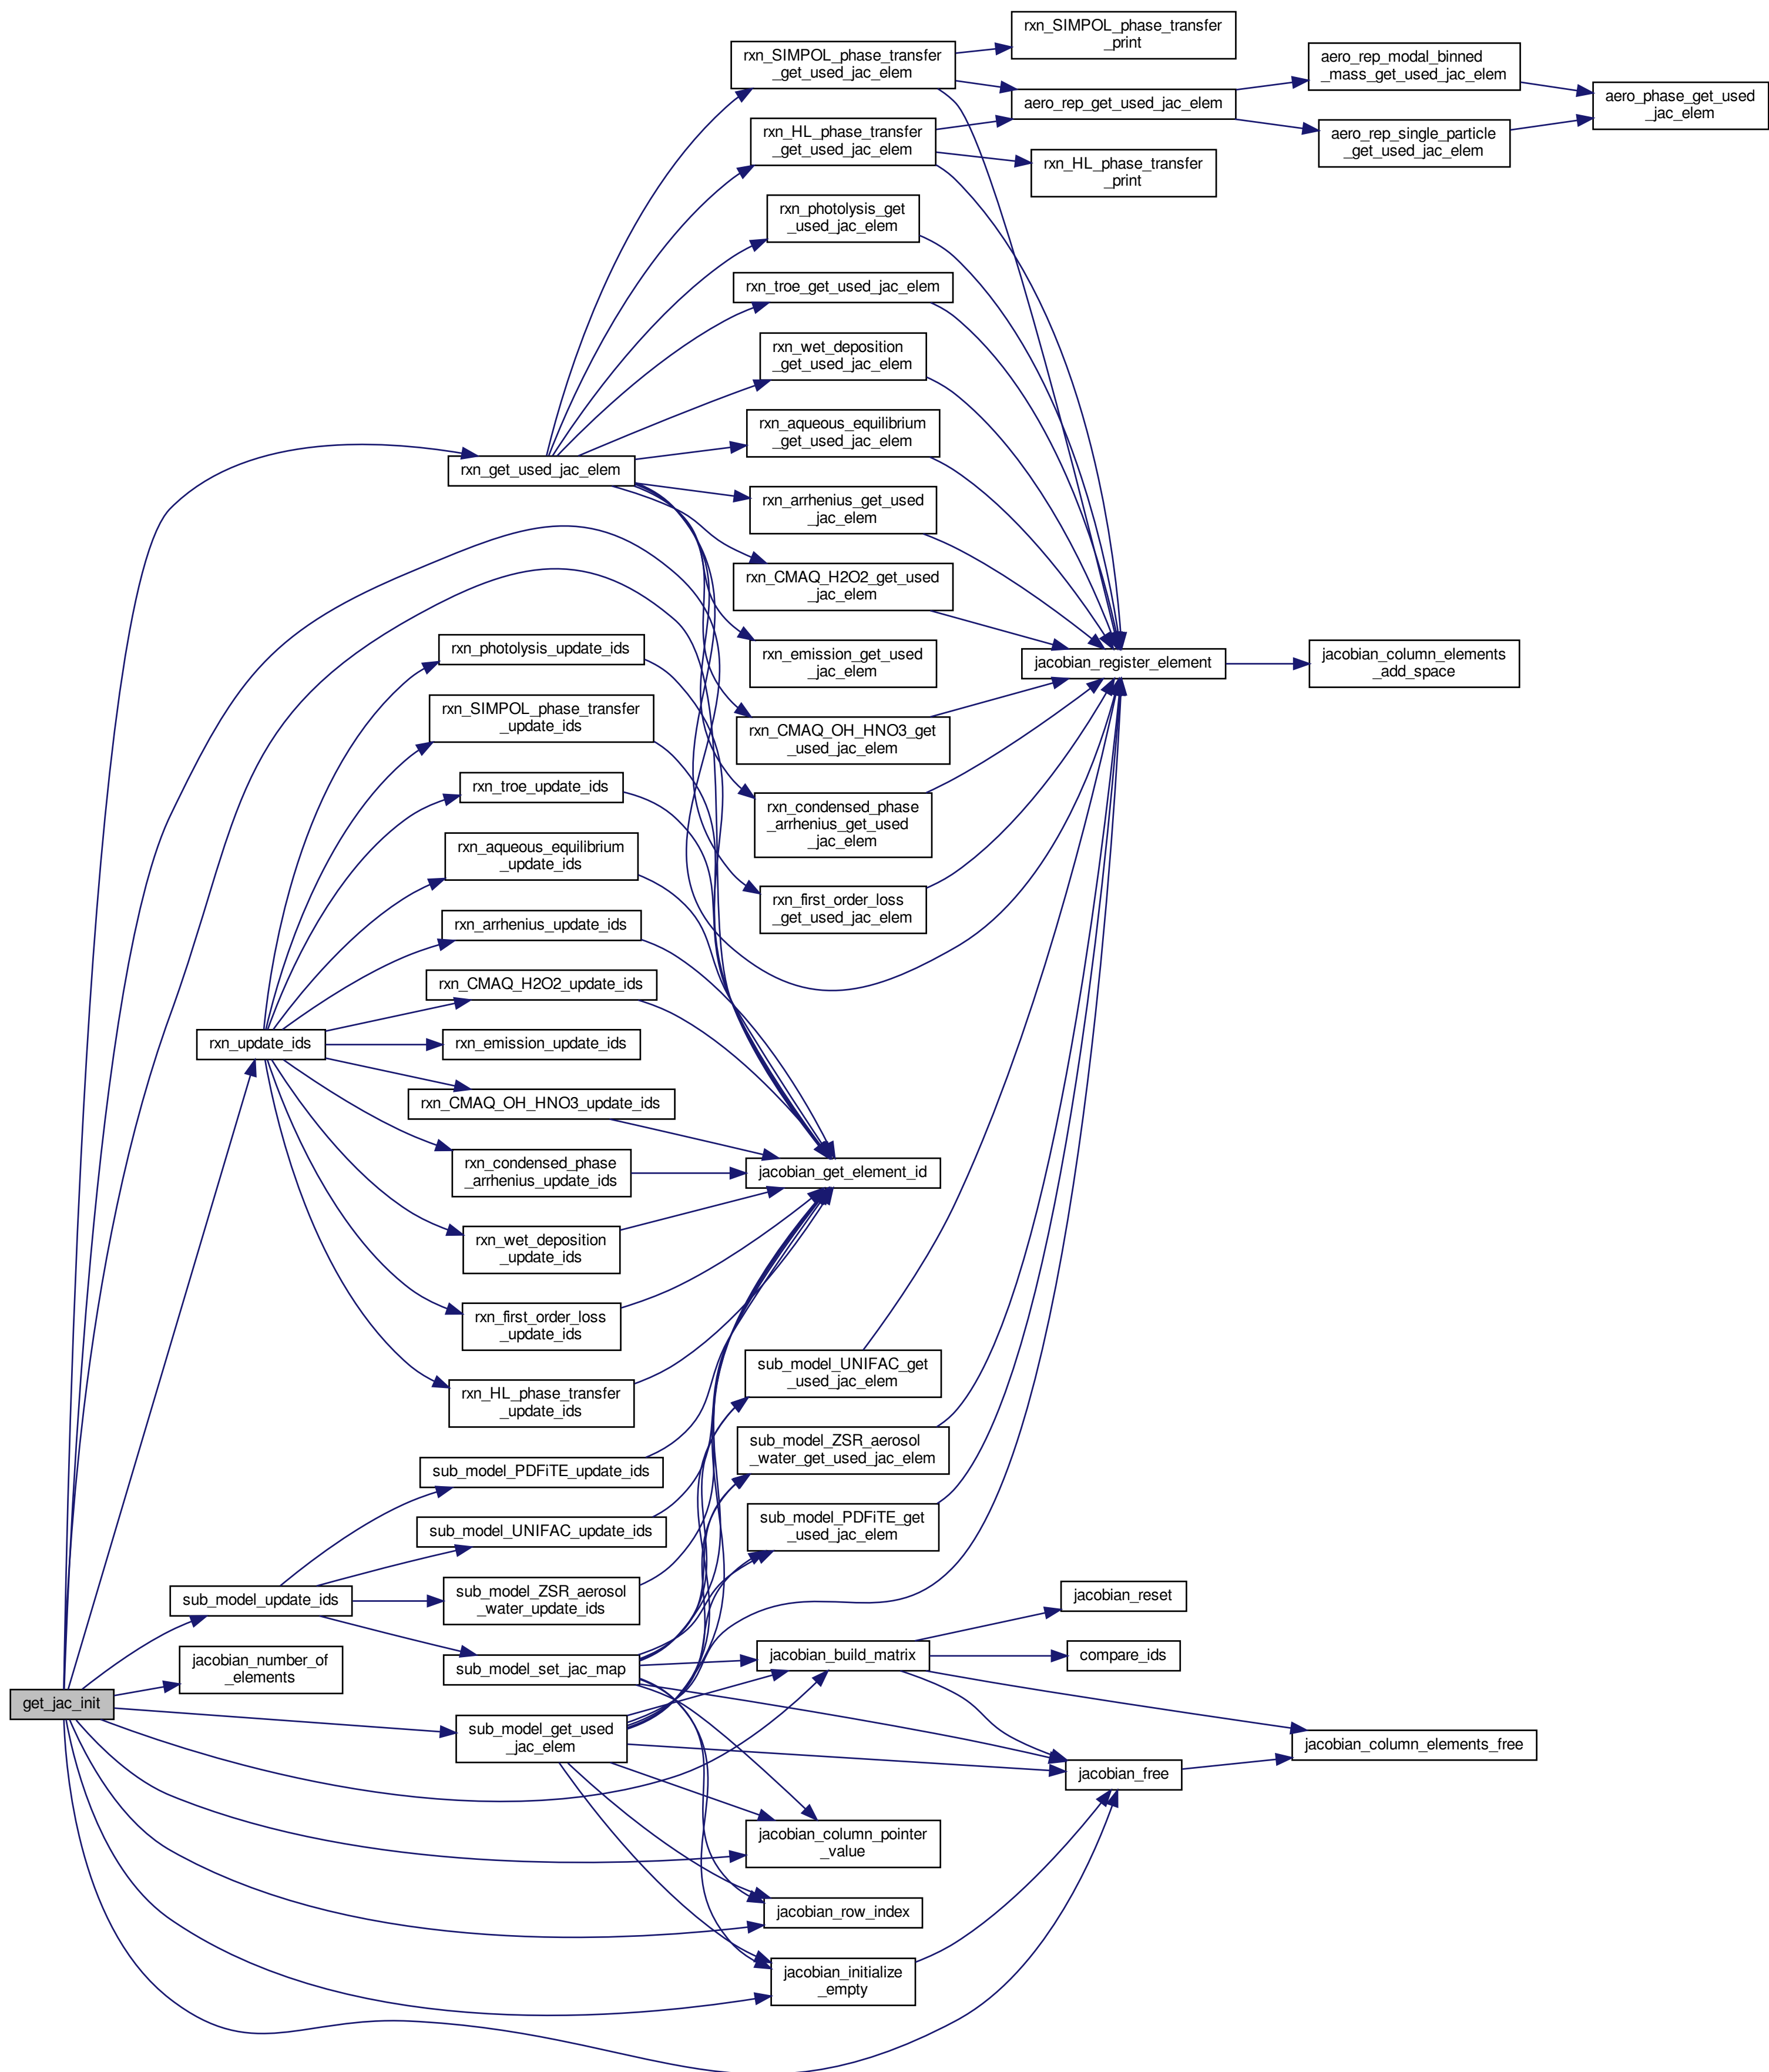 rxn_SIMPOL_phase_transfer
_print
rxn_SIMPOL_phase_transfer
_get_used_jac_elem
aero_rep_modal_binned
_mass_get_used_jac_elem
aero_rep_get_used_jac_elem
aero_phase_get_used
_jac_elem
rxn_HL_phase_transfer
_get_used_jac_elem
aero_rep_single_particle
_get_used_jac_elem
rxn_HL_phase_transfer
_print
rxn_photolysis_get
_used_jac_elem
rxn_troe_get_used_jac_elem
rxn_wet_deposition
_get_used_jac_elem
rxn_aqueous_equilibrium
_get_used_jac_elem
rxn_get_used_jac_elem
rxn_arrhenius_get_used
_jac_elem
rxn_CMAQ_H2O2_get_used
_jac_elem
rxn_emission_get_used
_jac_elem
jacobian_register_element
jacobian_column_elements
_add_space
rxn_photolysis_update_ids
rxn_SIMPOL_phase_transfer
_update_ids
rxn_CMAQ_OH_HNO3_get
_used_jac_elem
rxn_troe_update_ids
rxn_condensed_phase
_arrhenius_get_used
_jac_elem
rxn_aqueous_equilibrium
_update_ids
rxn_first_order_loss
_get_used_jac_elem
rxn_arrhenius_update_ids
rxn_CMAQ_H2O2_update_ids
rxn_update_ids
rxn_emission_update_ids
rxn_CMAQ_OH_HNO3_update_ids
rxn_condensed_phase
_arrhenius_update_ids
jacobian_get_element_id
rxn_wet_deposition
_update_ids
rxn_first_order_loss
_update_ids
rxn_HL_phase_transfer
_update_ids
sub_model_UNIFAC_get
_used_jac_elem
sub_model_ZSR_aerosol
_water_get_used_jac_elem
sub_model_PDFiTE_update_ids
sub_model_UNIFAC_update_ids
sub_model_PDFiTE_get
_used_jac_elem
sub_model_update_ids
sub_model_ZSR_aerosol
_water_update_ids
jacobian_reset
jacobian_number_of
_elements
sub_model_set_jac_map
jacobian_build_matrix
compare_ids
get_jac_init
sub_model_get_used
_jac_elem
jacobian_column_elements_free
jacobian_free
jacobian_column_pointer
_value
jacobian_row_index
jacobian_initialize
_empty